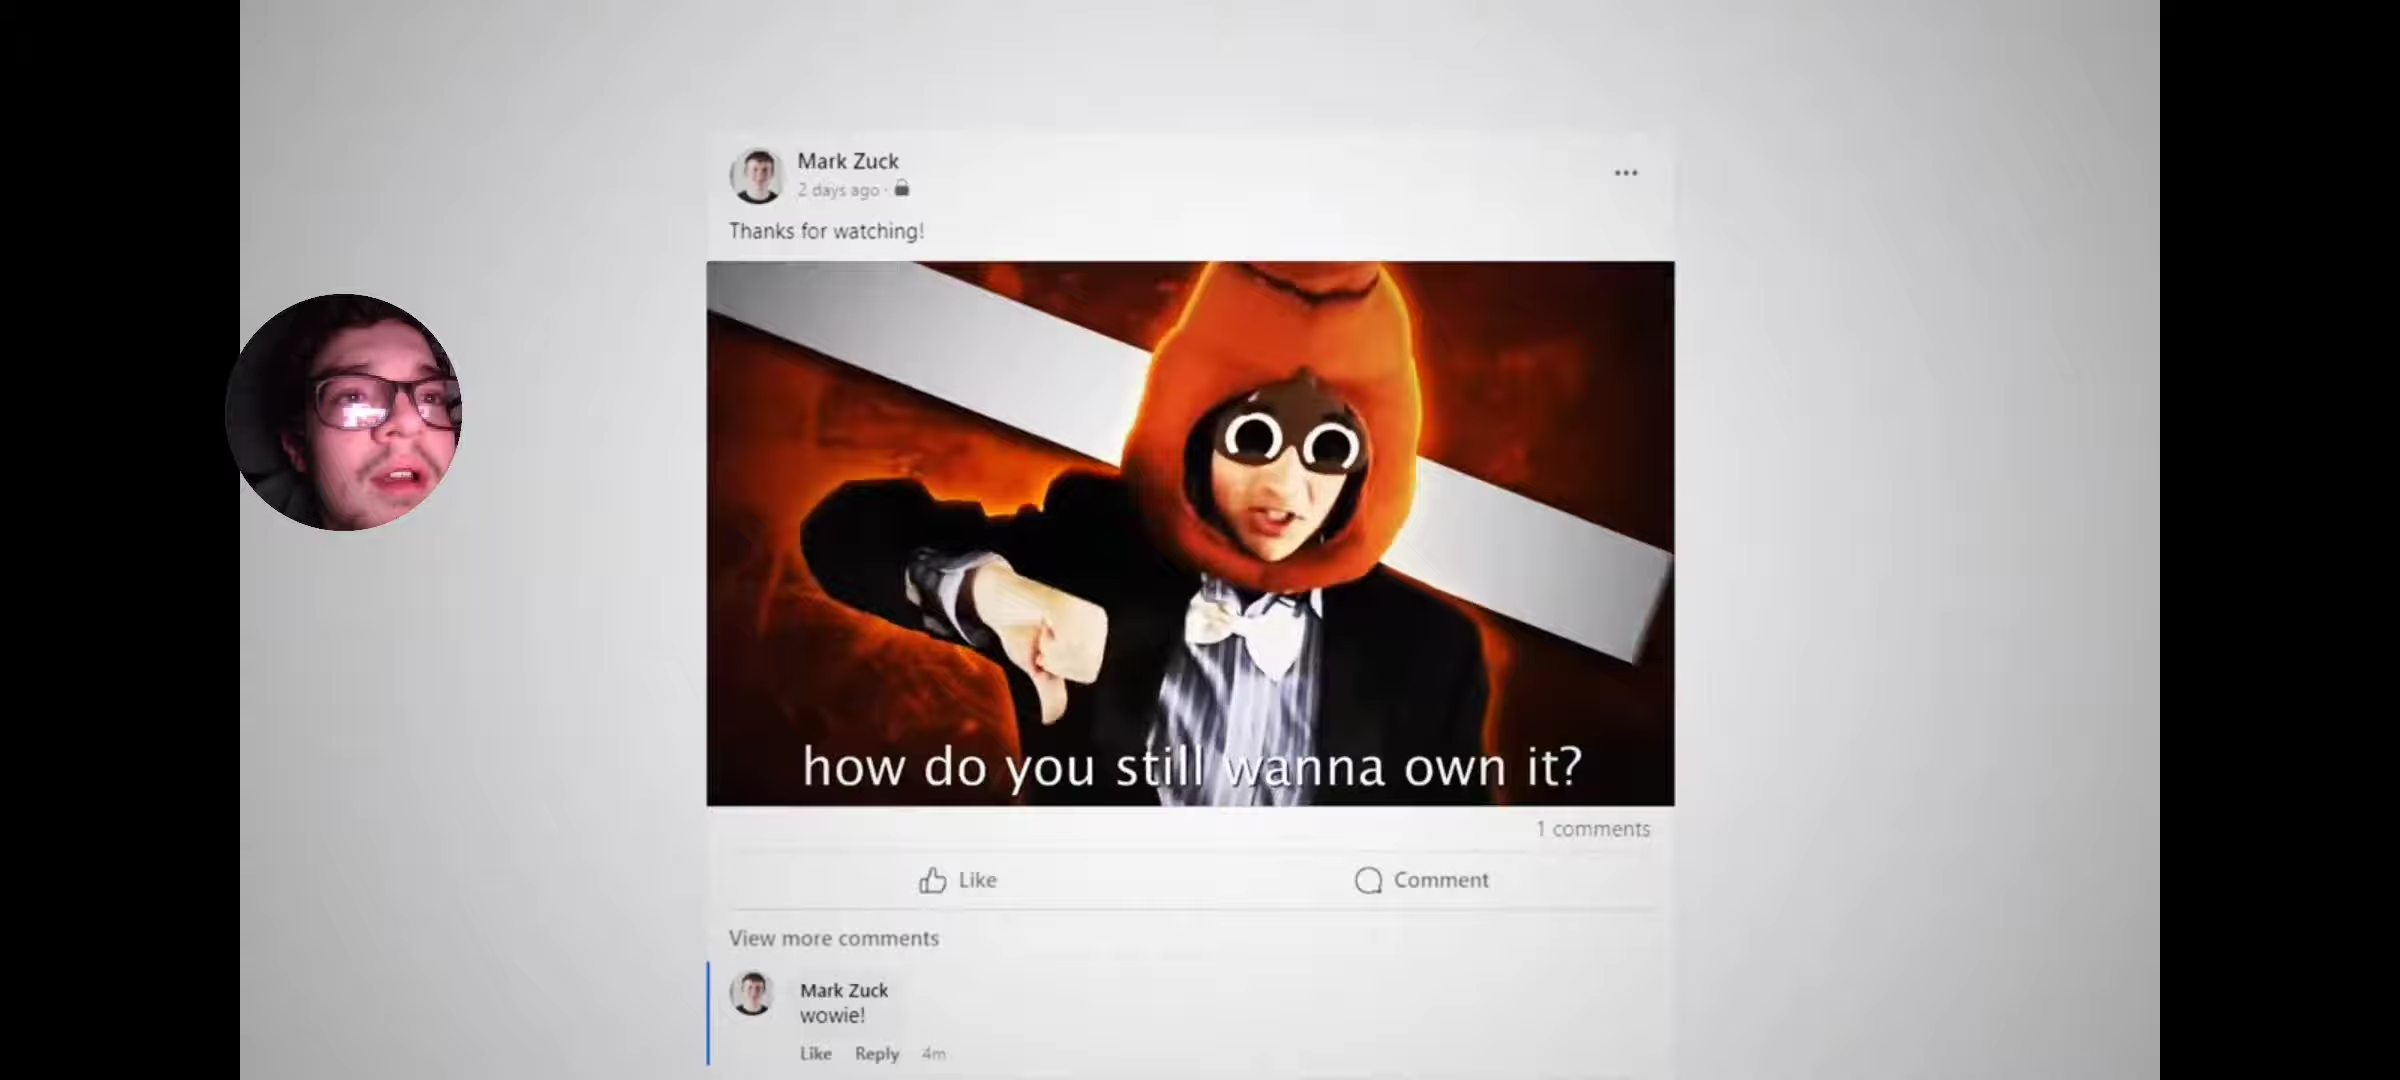 Mark Zuck
2 days ago ·
Thanks for watching!
how do you still wanna own it?
1 comments
Like
Comment
View more comments
Mark Zuck
wowie!
Like Reply 4m